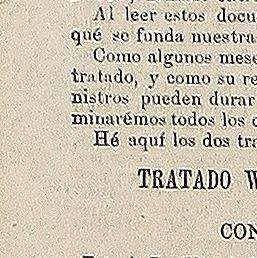 Al leer estos docu
qué se funda nuestra
Como algunos mese
tratado, y como su re
nistros pueden durar
minarémos todos los c
Hé aquí los dos tra
TRATADO W
CON